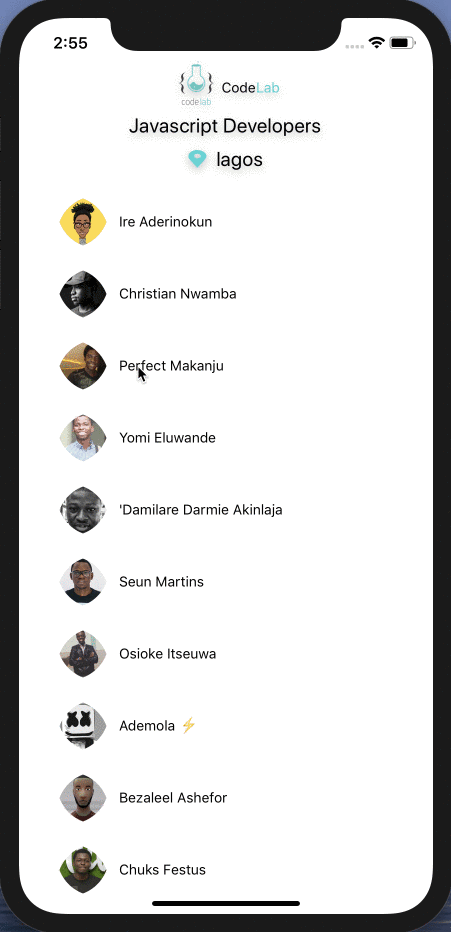 2:55
codelab
CodeLab
Javascript Developers
lagos
Ire Aderinokun
Christian Nwamba
Perfect Makanju
Yomi Eluwande
'Damilare Darmie Akinlaja
Seun Martins
Osioke Itseuwa
Ademola ⚡
Bezaleel Ashefor
Chuks Festus